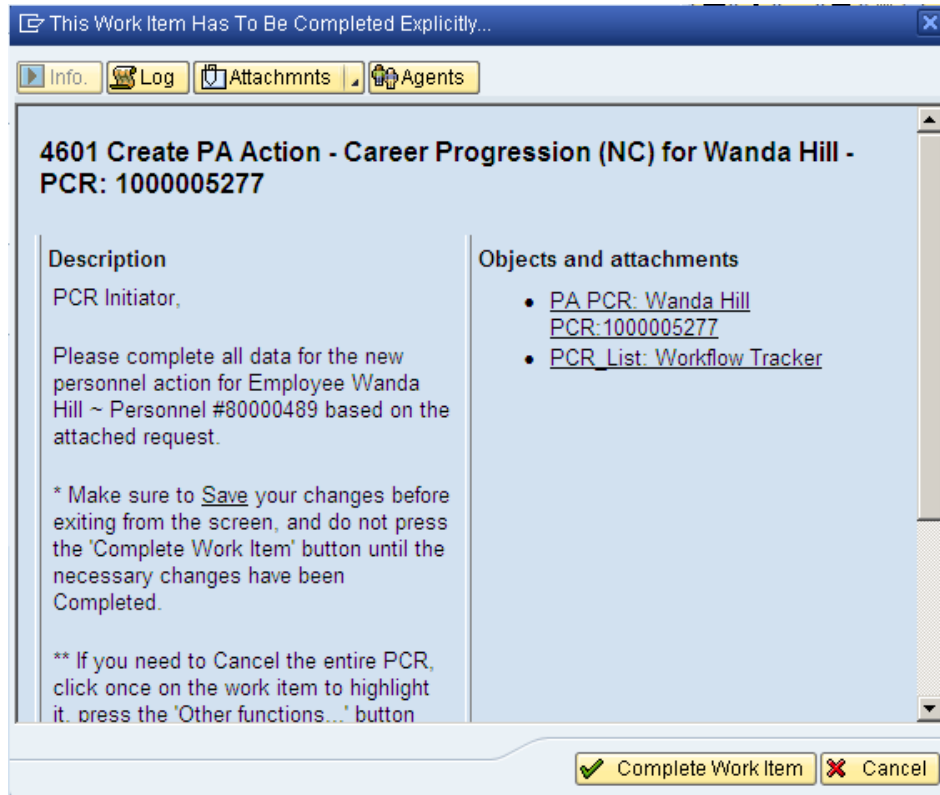 This Work Item Has To Be Completed Explicitly...
Info. Log Attachmnts Agents
4601 Create PA Action - Career Progression (NC) for Wanda Hill -
PCR: 1000005277
Description
PCR Initiator,
Please complete all data for the new
personnel action for Employee Wanda
Hill ~ Personnel #80000489 based on the
attached request.
* Make sure to Save your changes before
exiting from the screen, and do not press
the 'Complete Work Item' button until the
necessary changes have been
Completed.
** If you need to Cancel the entire PCR,
click once on the work item to highlight
it, press the 'Other functions...' button
Objects and attachments
• PA PCR: Wanda Hill
PCR:1000005277
• PCR_List: Workflow Tracker
Complete Work Item Cancel